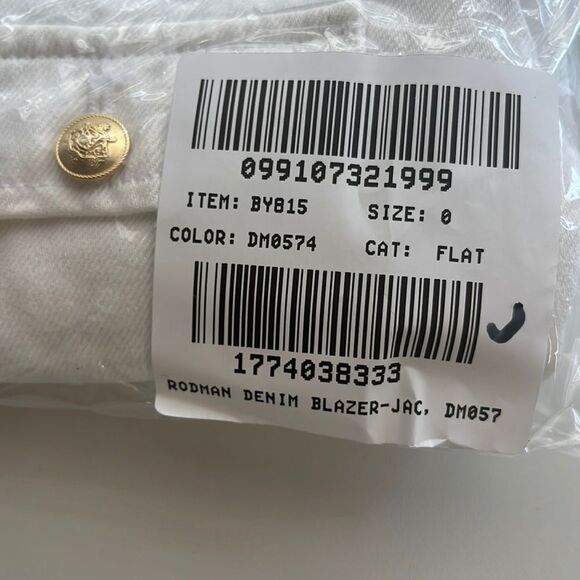 099107321999
ITEM: BY815 SIZE: 0
COLOR: DM0574 CAT: FLAT
1774038333
RODMAN DENIM BLAZER-JAC, DM057